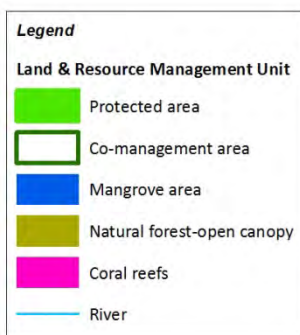 Legend
Land & Resource Management Unit
Protected area
Co-management area
Mangrove area
Natural forest-open canopy
Coral reefs
River